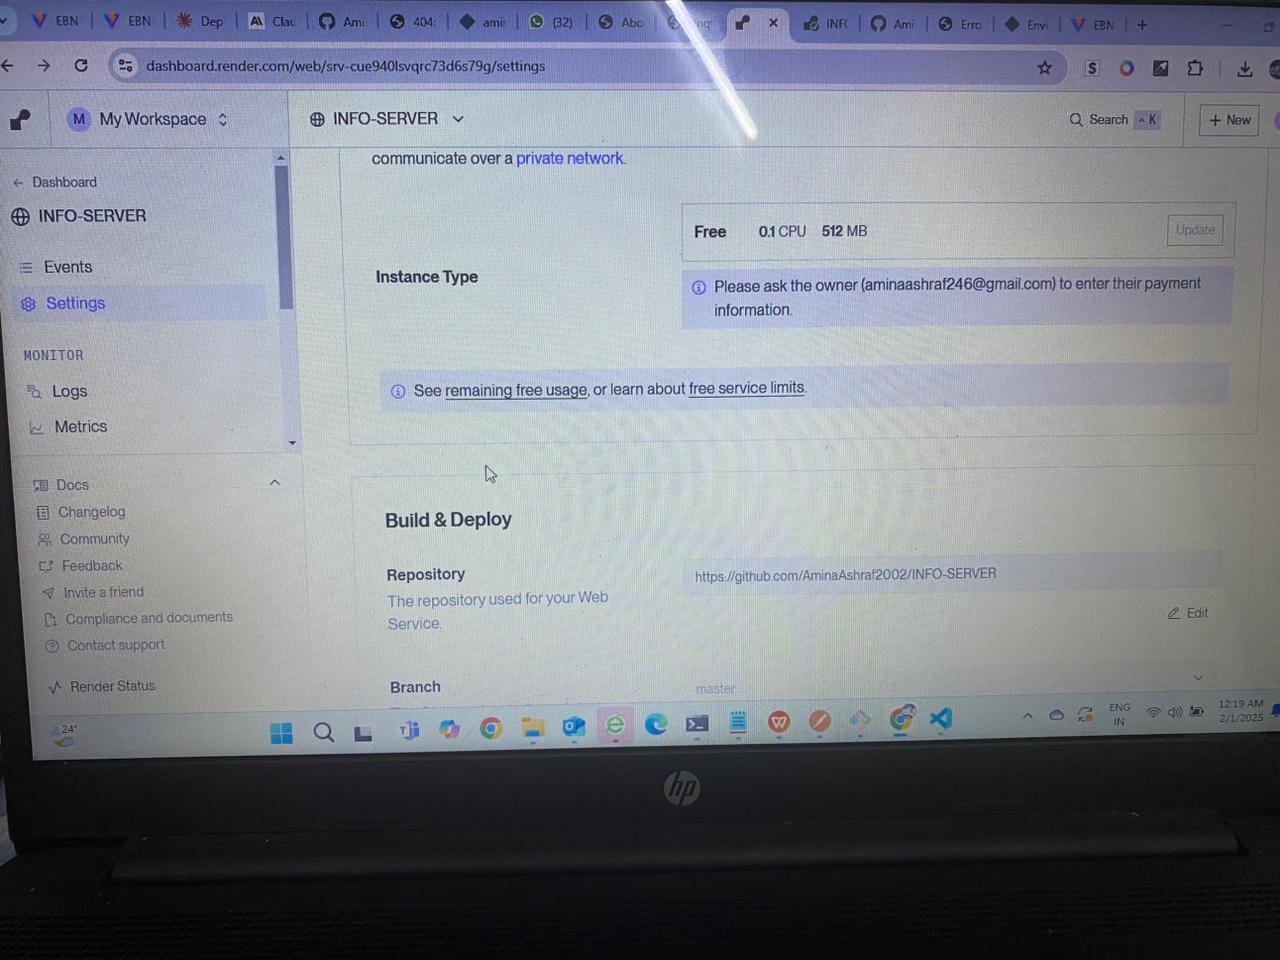 EBN
EBN
Dep
Clau
Ami
404:
amii
(32)
Abo
INFC
Ami
Erro
Envi
EBN
dashboard.render.com/web/srv-cue940lsvqrc73d6s79g/settings
M My Workspace
INFO-SERVER
Search ^ K
+ New
communicate over a private network.
← Dashboard
INFO-SERVER
Events
Settings
MONITOR
Logs
Metrics
Docs
Changelog
Community
Feedback
Invite a friend
Compliance and documents
Contact support
Render Status
Instance Type
Free 0.1 CPU 512 MB
Update
Please ask the owner (aminaashraf246@gmail.com) to enter their payment
information.
See remaining free usage, or learn about free service limits.
Build & Deploy
Repository
The repository used for your Web
Service.
https://github.com/AminaAshraf2002/INFO-SERVER
Edit
Branch
master
24°
ENG
IN
12:19 AM
2/1/2025
hp